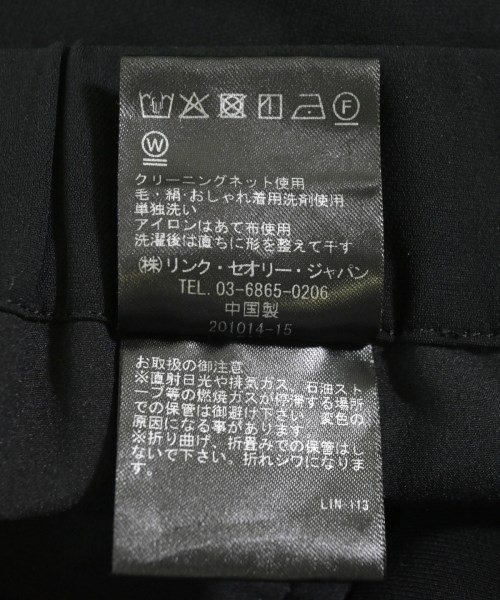 F
W
クリーニングネット使用
毛・絹・おしゃれ着用洗剤使用
単独洗い
アイロンはあて布使用
洗濯後は直ちに形を整えて干す
㈱リンク・セオリー・ジャパン
TEL. 03-6865-0206
中国製
201014-15
お取扱の御注意
※直射日光や排気ガス、石油スト
ーブ等の燃焼ガスが停滞する場所
での保管は御避け下さい。変色の
原因になる事があります
※折り曲げ、折畳みでの保管はし
ないで下さい。折れジワになりま
す。
LIN 113